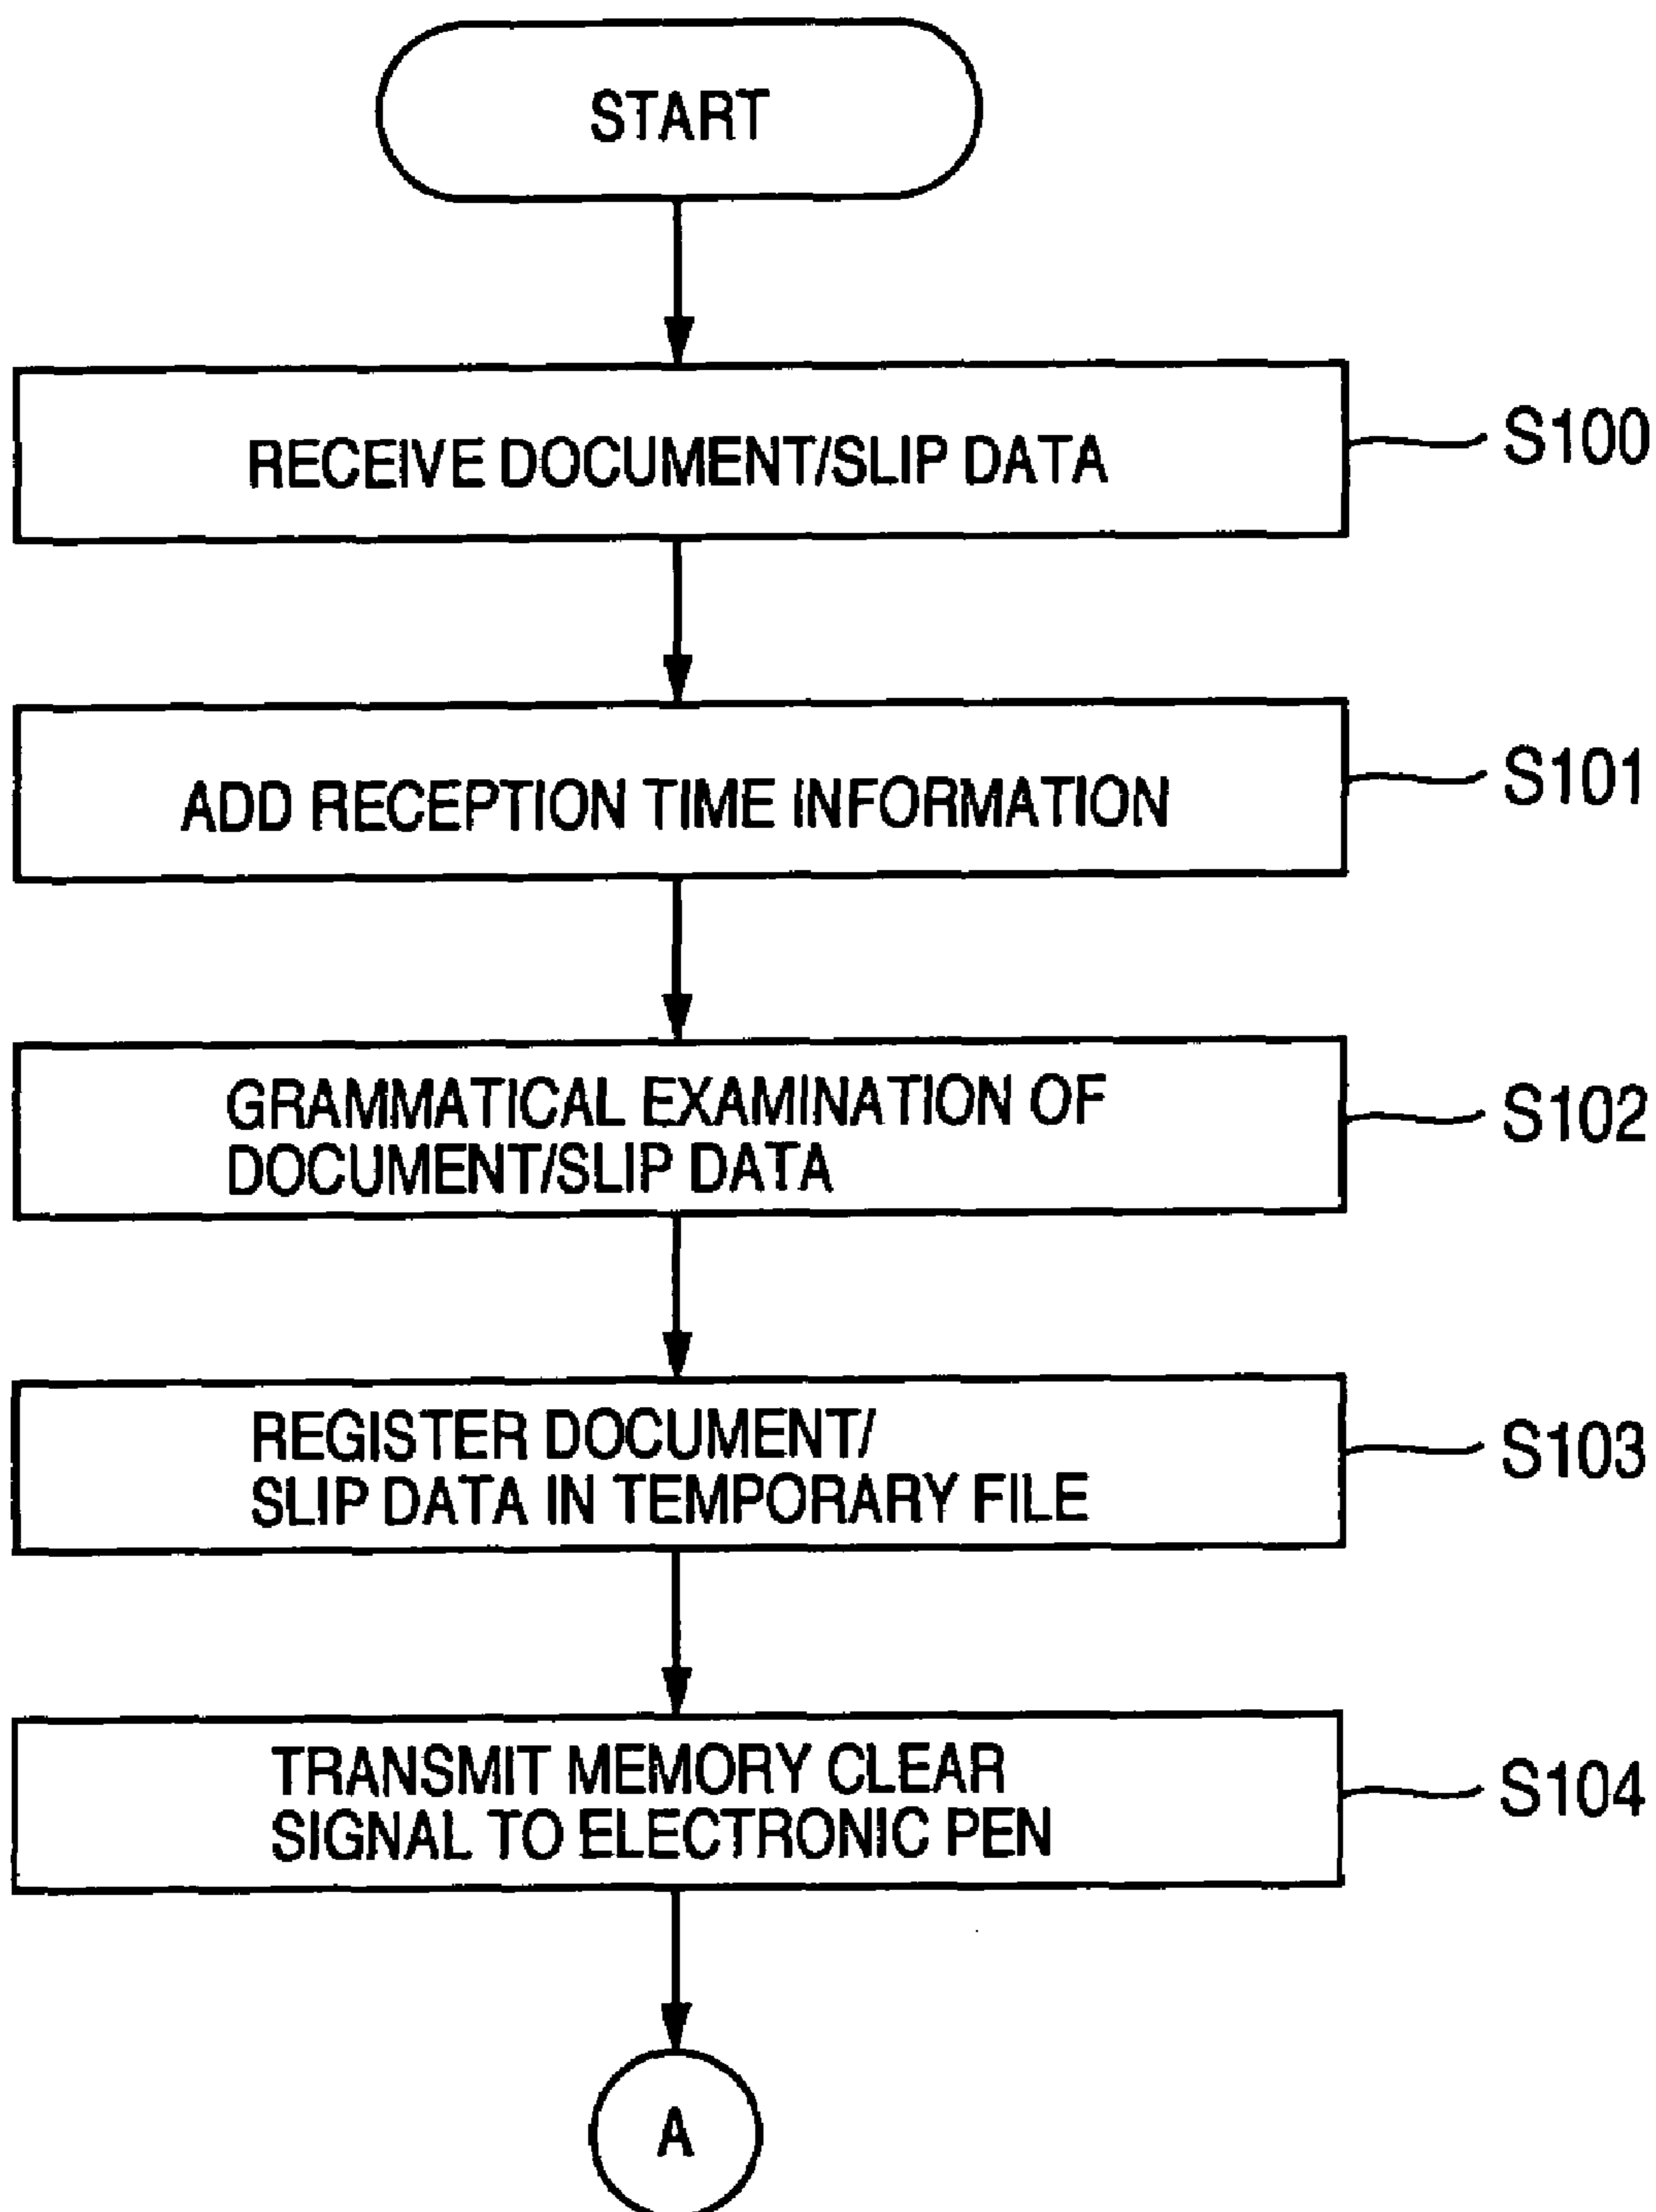 START
RECEIVE DOCUMENT/SLIP DATA
S100
ADD RECEPTION TIME INFORMATION
S101
GRAMMATICAL EXAMINATION OF
DOCUMENT/SLIP DATA
S102
REGISTER DOCUMENT/
SLIP DATA IN TEMPORARY FILE
S103
TRANSMIT MEMORY CLEAR
SIGNAL TO ELECTRONIC PEN
S104
A